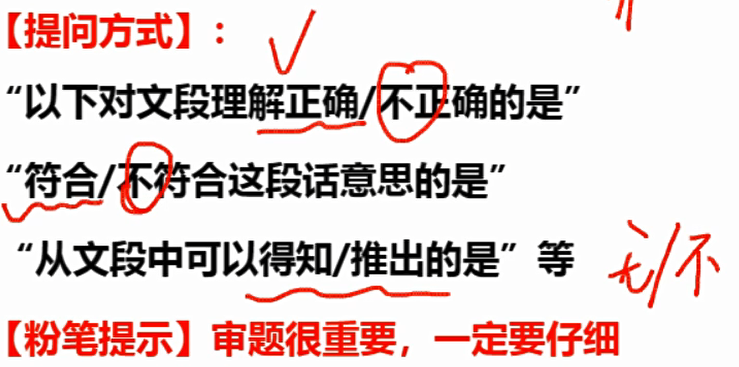 【提问方式】：
“以下对文段理解正确/不正确的是”
“符合/不符合这段话意思的是”
“从文段中可以得知/推出的是”等
无/不
【粉笔提示】审题很重要，一定要仔细